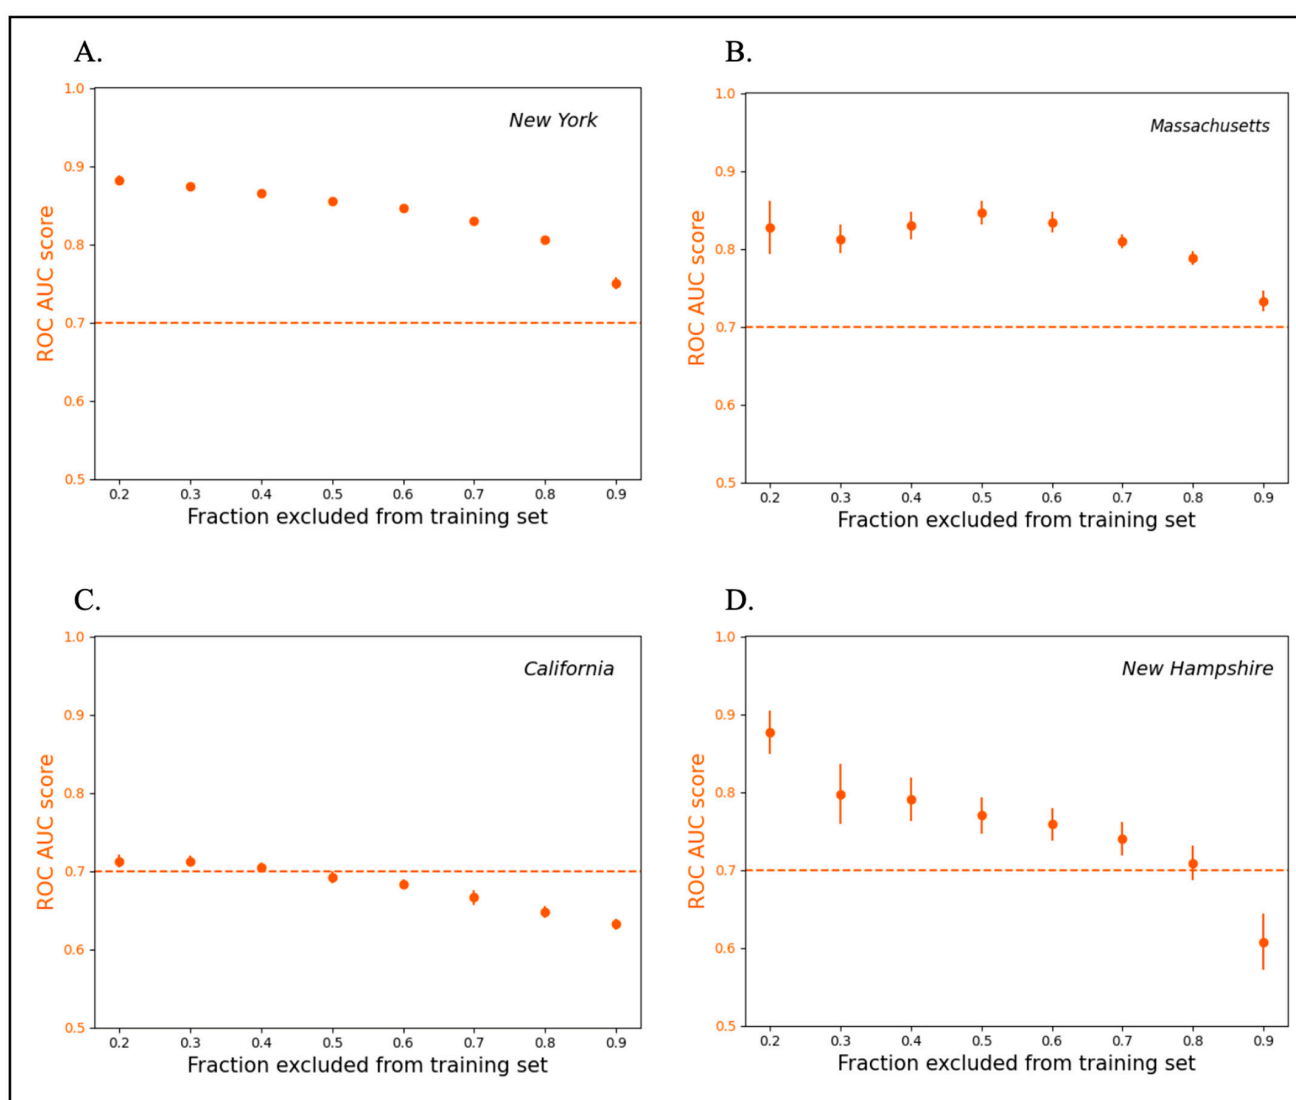 A.
New York
ROC AUC score
1.0
0.9
0.8
0.7
0.6
0.5
0.2 0.3 0.4 0.5 0.6 0.7 0.8 0.9
Fraction excluded from training set
B.
Massachusetts
ROC AUC score
1.0
0.9
0.8
0.7
0.6
0.5
0.2 0.3 0.4 0.5 0.6 0.7 0.8 0.9
Fraction excluded from training set
C.
California
ROC AUC score
1.0
0.9
0.8
0.7
0.6
0.5
0.2 0.3 0.4 0.5 0.6 0.7 0.8 0.9
Fraction excluded from training set
D.
New Hampshire
ROC AUC score
1.0
0.9
0.8
0.7
0.6
0.5
0.2 0.3 0.4 0.5 0.6 0.7 0.8 0.9
Fraction excluded from training set